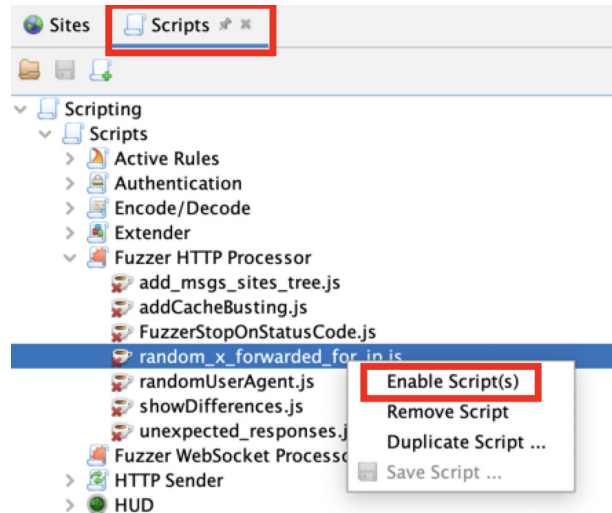 Sites Scripts
Scripting
Scripts
Active Rules
Authentication
Encode/Decode
Extender
Fuzzer HTTP Processor
add_msgs_sites_tree.js
addCacheBusting.js
FuzzerStopOnStatusCode.js
random_x_forwarded_for_ip.js
randomUserAgent.js
Enable Script(s)
showDifferences.js
Remove Script
unexpected_responses.j
Duplicate Script ...
Fuzzer WebSocket Processo
Save Script ...
HTTP Sender
HUD